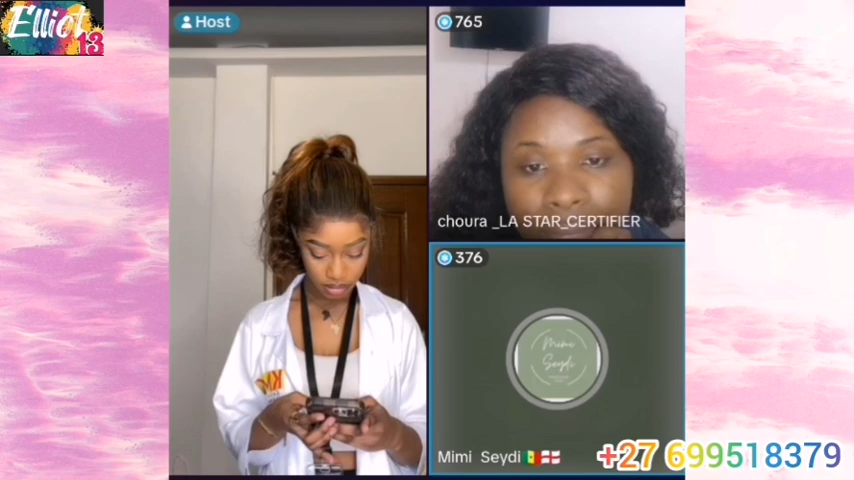 Elliot
13
Host
765
choura _LA STAR_CERTIFIER
376
Mimi
Seydi
Mimi Seydi
+27 699518379